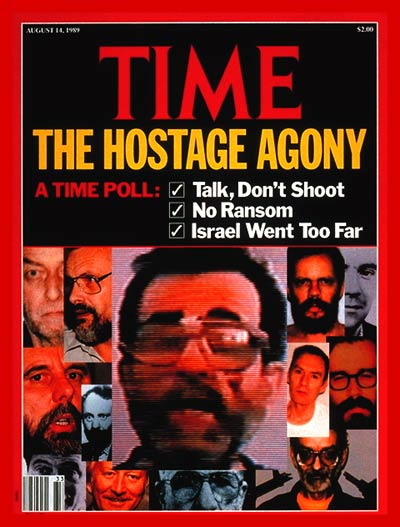 AUGUST 14, 1989 $2.00
TIME
THE HOSTAGE AGONY
A TIME POLL: ☑ Talk, Don't Shoot
☑ No Ransom
☑ Israel Went Too Far
33